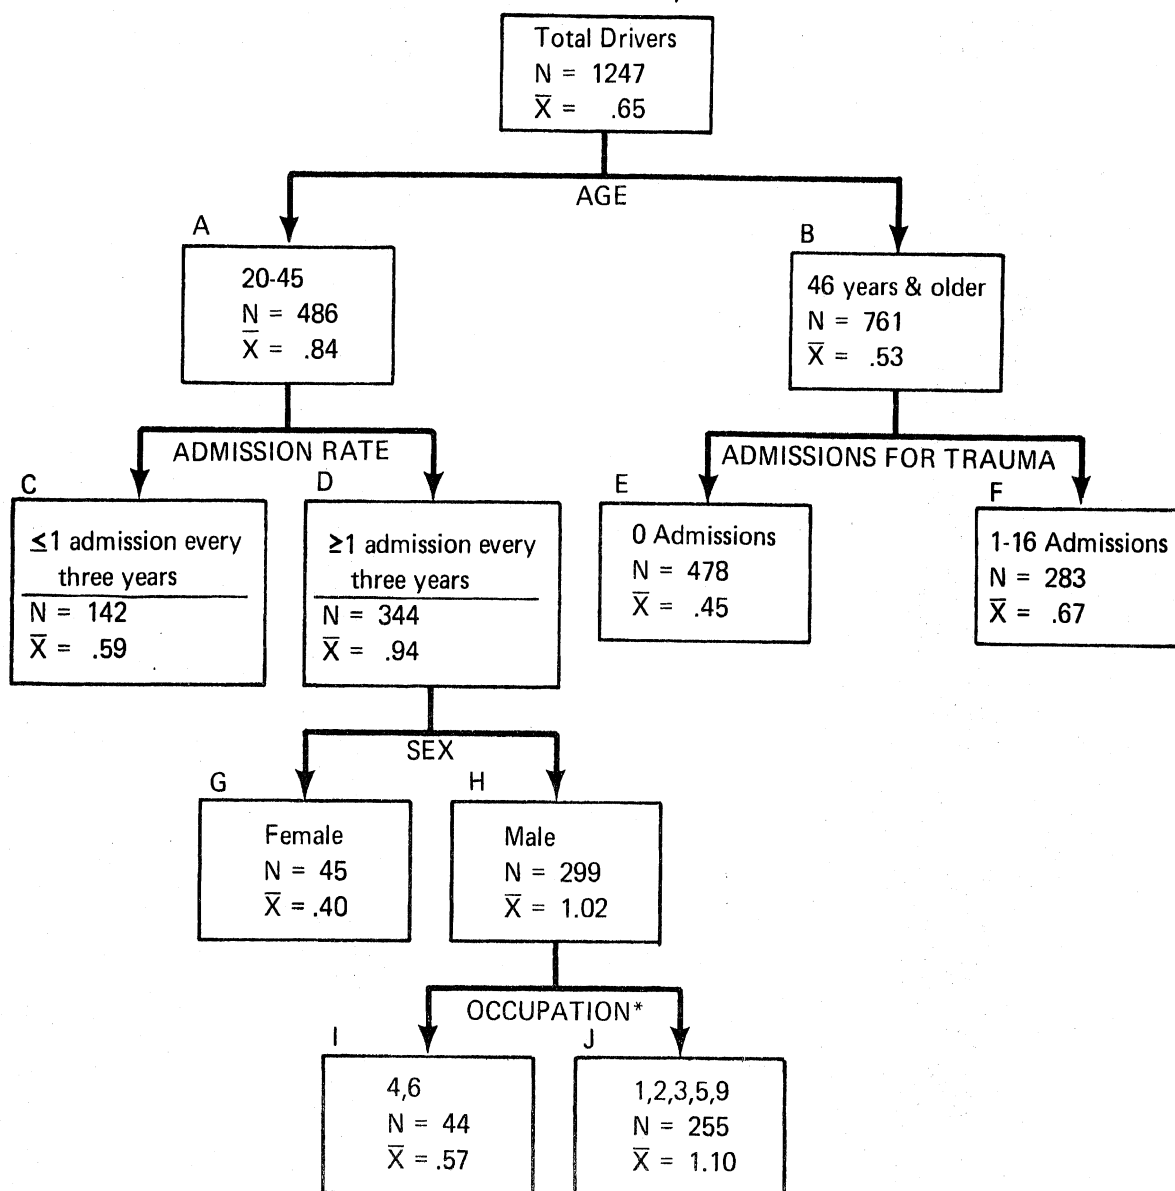 Total Drivers
N = 1247
X̅ = .65
AGE
A
20-45
N = 486
X̅ = .84
B
46 years & older
N = 761
X̅ = .53
ADMISSION RATE
C
≤1 admission every
three years
N = 142
X̅ = .59
D
≥1 admission every
three years
N = 344
X̅ = .94
ADMISSIONS FOR TRAUMA
E
0 Admissions
N = 478
X̅ = .45
F
1-16 Admissions
N = 283
X̅ = .67
SEX
G
Female
N = 45
X̅ = .40
H
Male
N = 299
X̅ = 1.02
OCCUPATION*
I
4,6
N = 44
X̅ = .57
J
1,2,3,5,9
N = 255
X̅ = 1.10